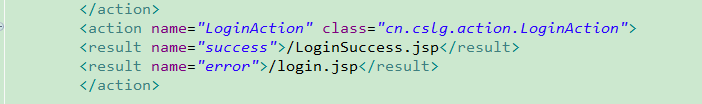 </action>
<action name="LoginAction" class="cn.cslg.action.LoginAction">
<result name="success">/LoginSuccess.jsp</result>
<result name="error">/login.jsp</result>
</action>